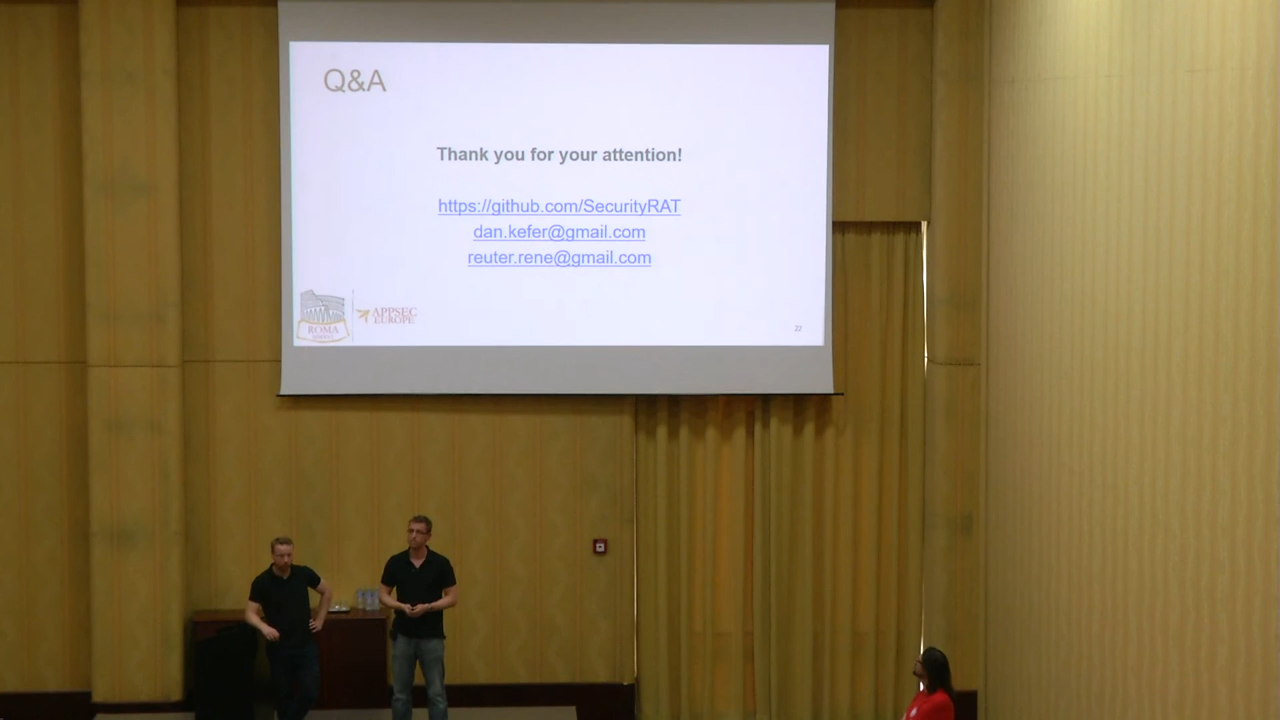 Q&A
Thank you for your attention!
https://github.com/SecurityRAT
dan.kefer@gmail.com
reuter.rene@gmail.com
ROMA
APPSEC
EUROPE
22